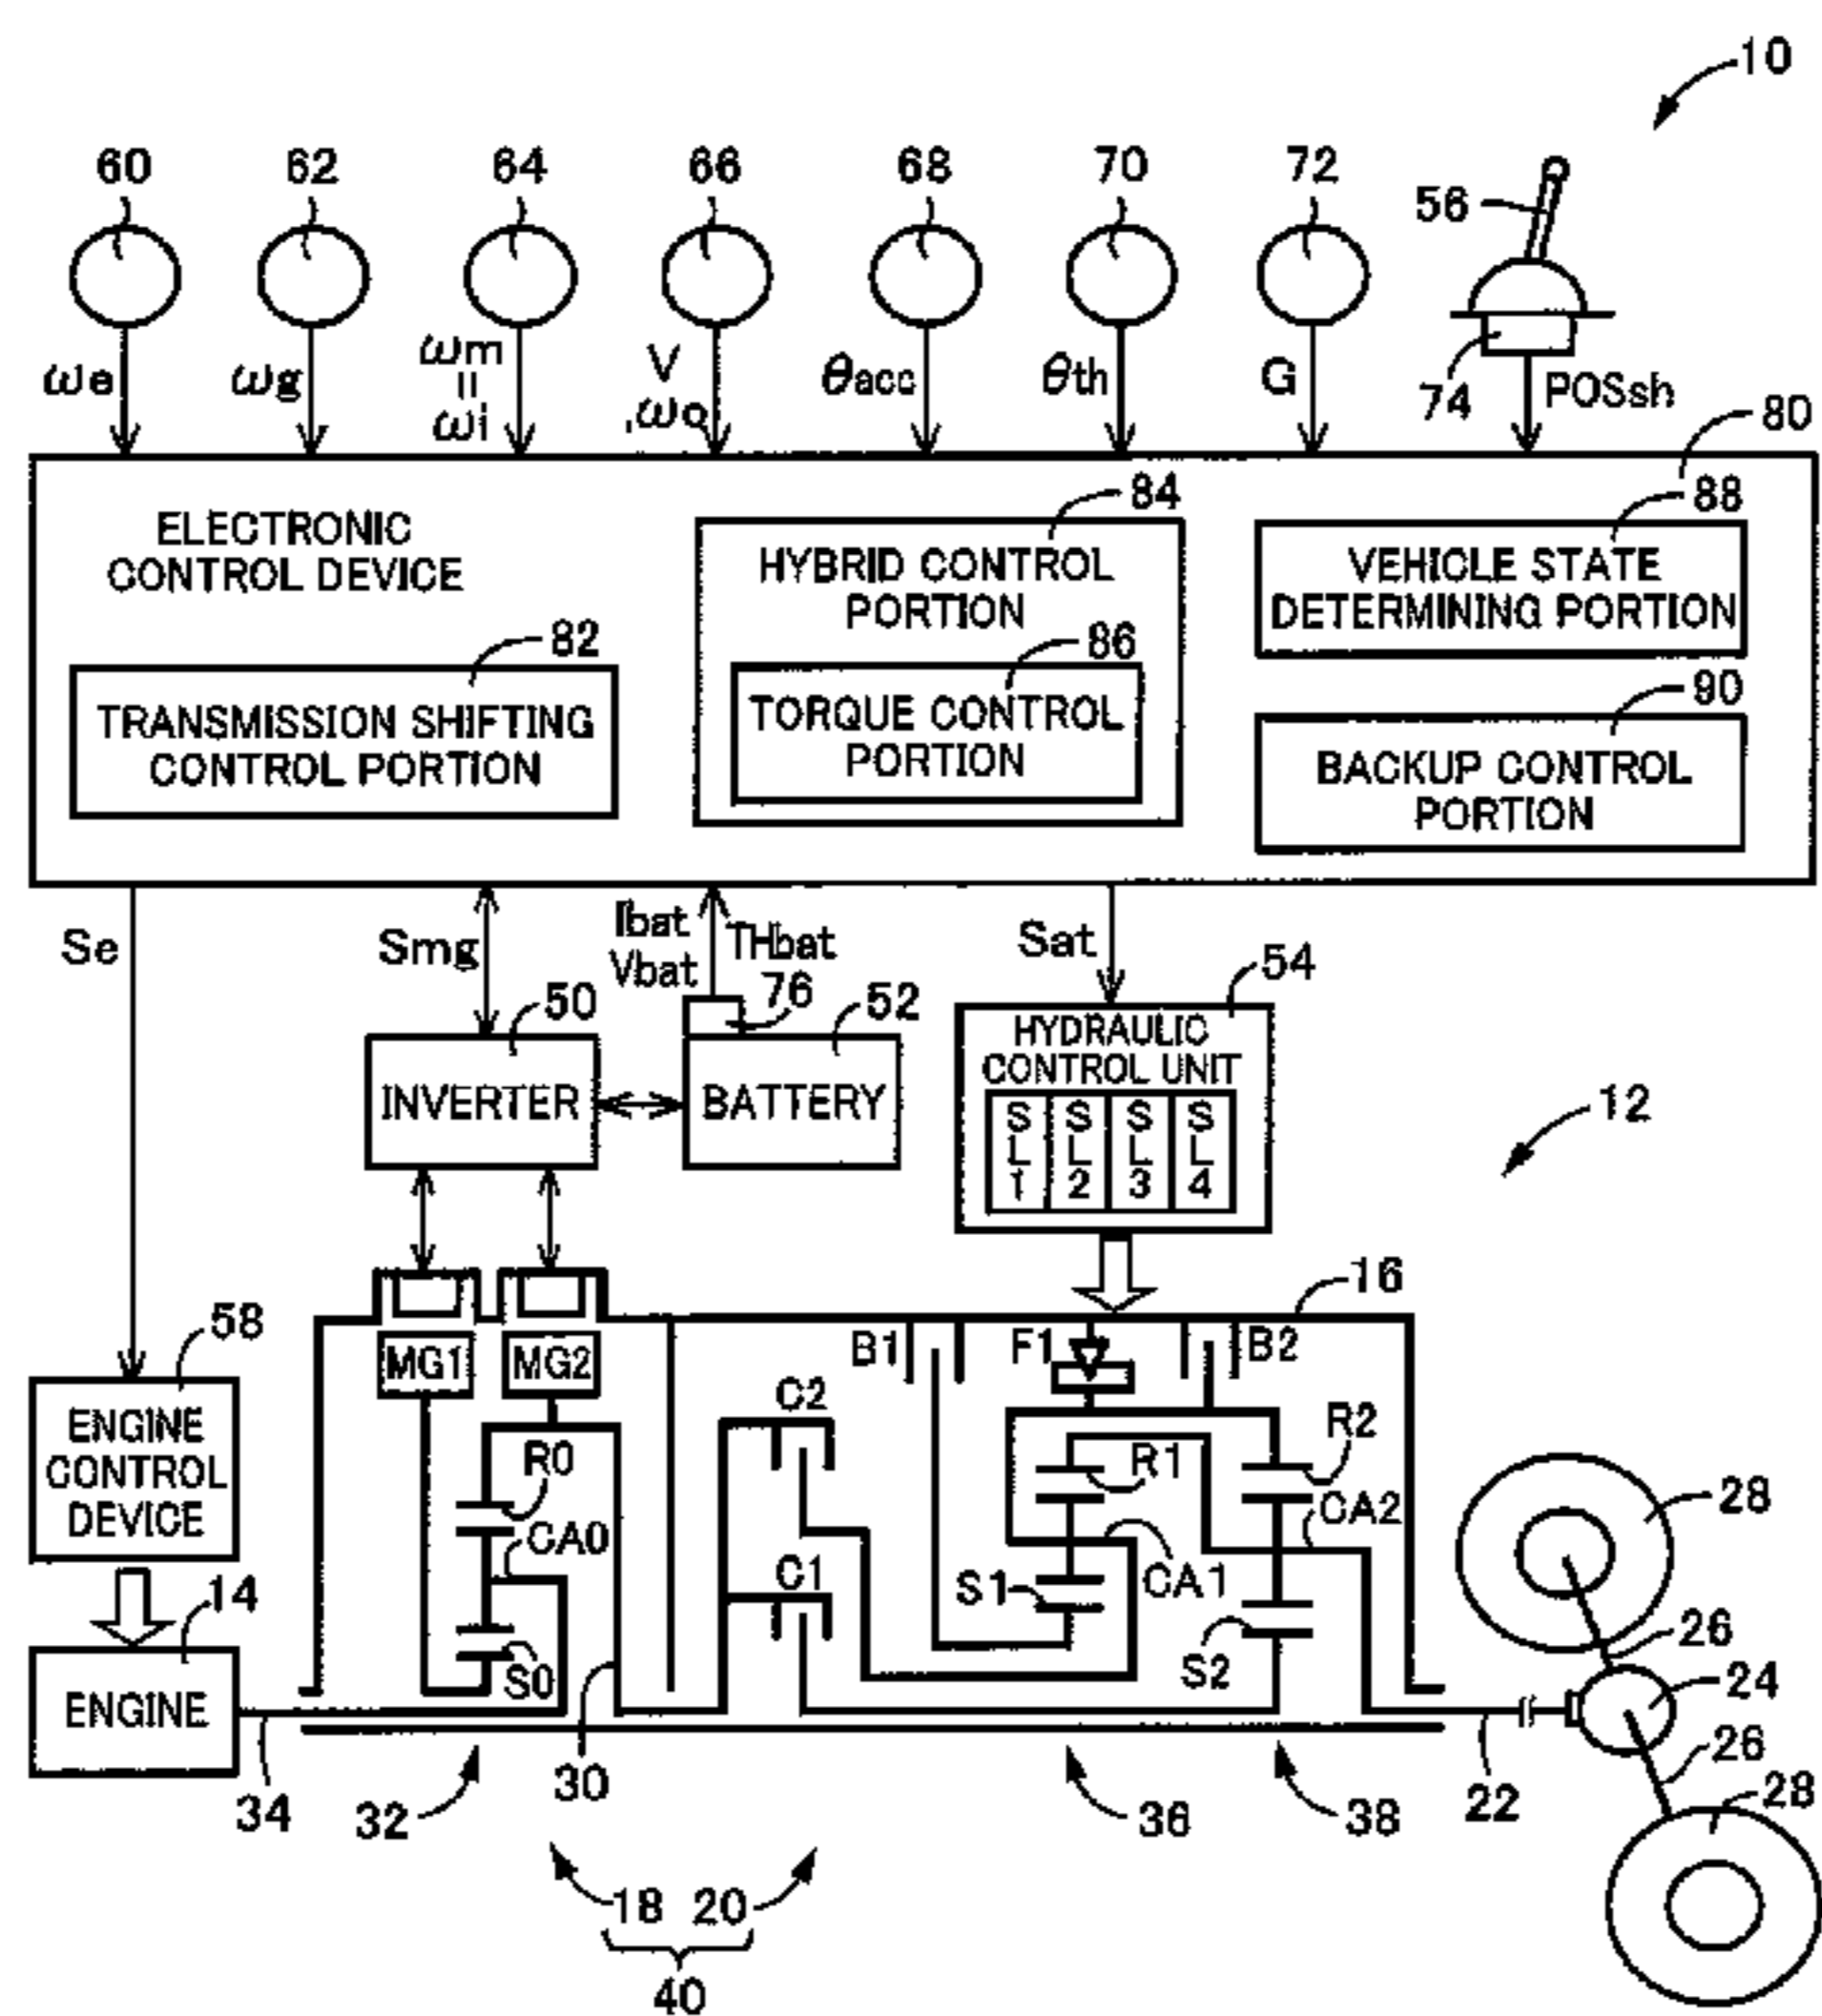 10
60 62 64 66 68 70 72
56
ωe ωg ωm = ωi V ,ωo θacc θth G 74 POSsh
80
ELECTRONIC
CONTROL DEVICE
84
HYBRID CONTROL
PORTION
88
VEHICLE STATE
DETERMINING PORTION
82
TRANSMISSION SHIFTING
CONTROL PORTION
86
TORQUE CONTROL
PORTION
90
BACKUP CONTROL
PORTION
Se Smg Ibat Vbat THbat Sat
76
50
INVERTER
52
BATTERY
54
HYDRAULIC
CONTROL UNIT
SL1 SL2 SL3 SL4
12
16
58
ENGINE
CONTROL
DEVICE
MG1 MG2
B1 F1 B2
C2
R0 R1 R2
CA0 CA2
C1 CA1
S1
S0 S2
28
26
24
14
ENGINE
34 32 30 36 38 22
26
28
18 20
40